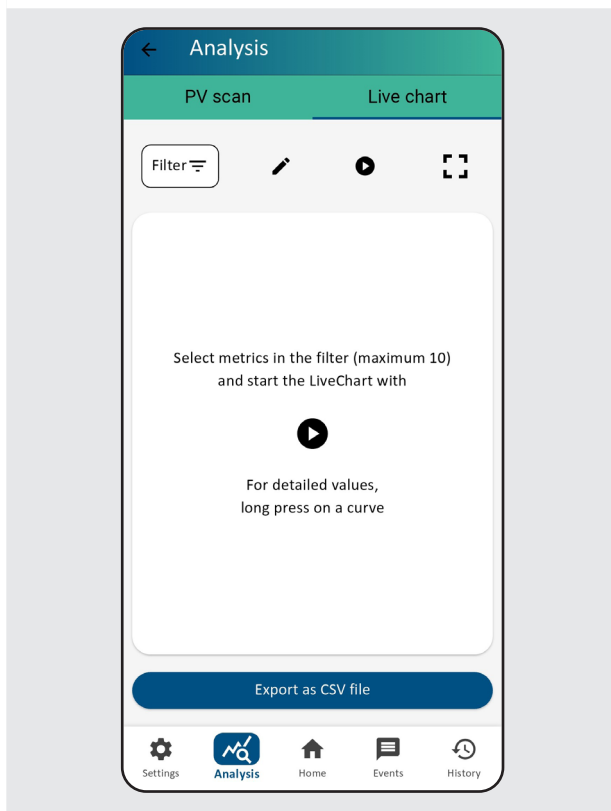 Analysis
PV scan
Live chart
Filter
Select metrics in the filter (maximum 10)
and start the LiveChart with
For detailed values,
long press on a curve
Export as CSV file
Settings
Analysis
Home
Events
History